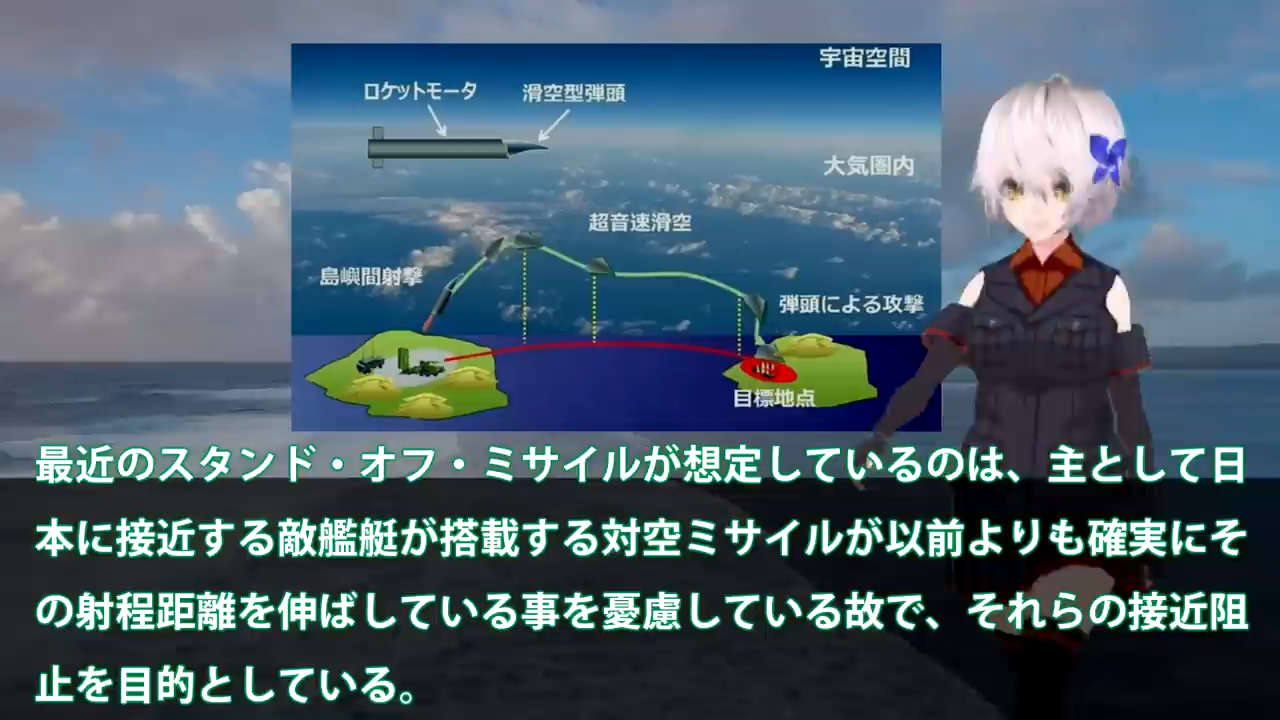 宇宙空間
ロケットモータ
滑空型弾頭
大気圏内
超音速滑空
島嶼間射撃
弾頭による攻撃
目標地点
最近のスタンド・オフ・ミサイルが想定しているのは、主として日
本に接近する敵艦艇が搭載する対空ミサイルが以前よりも確実にそ
の射程距離を伸ばしている事を憂慮している故で、それらの接近阻
止を目的としている。